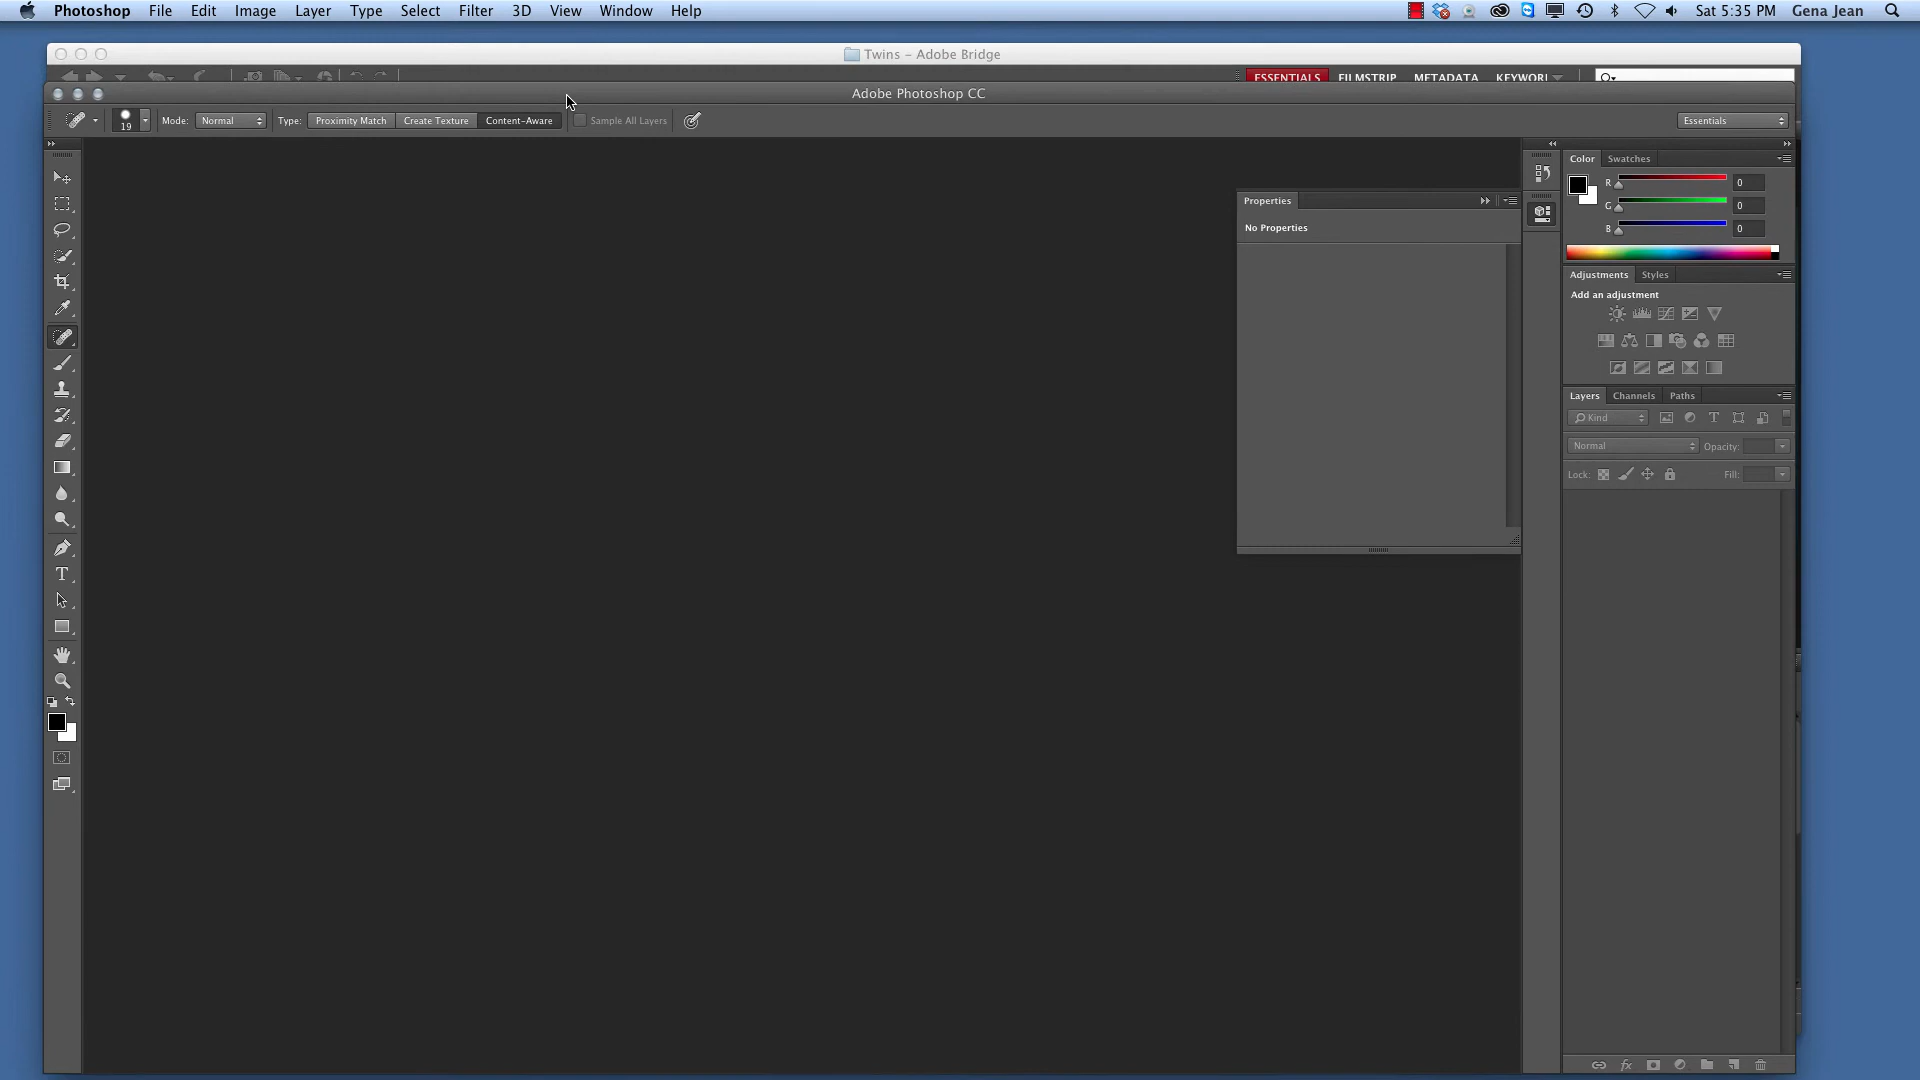 Photoshop File Edit Image Layer Type Select Filter 3D View Window Help Sat 5:35 PM Gena Jean
Twins – Adobe Bridge
ESSENTIALS FILMSTRIP METADATA KEYWOR
Adobe Photoshop CC
19 Mode: Normal Type: Proximity Match Create Texture Content-Aware Sample All Layers Essentials
Color Swatches
R 0
G 0
B 0
Properties
No Properties
Adjustments Styles
Add an adjustment
Layers Channels Paths
Kind
Normal Opacity:
Lock: Fill: